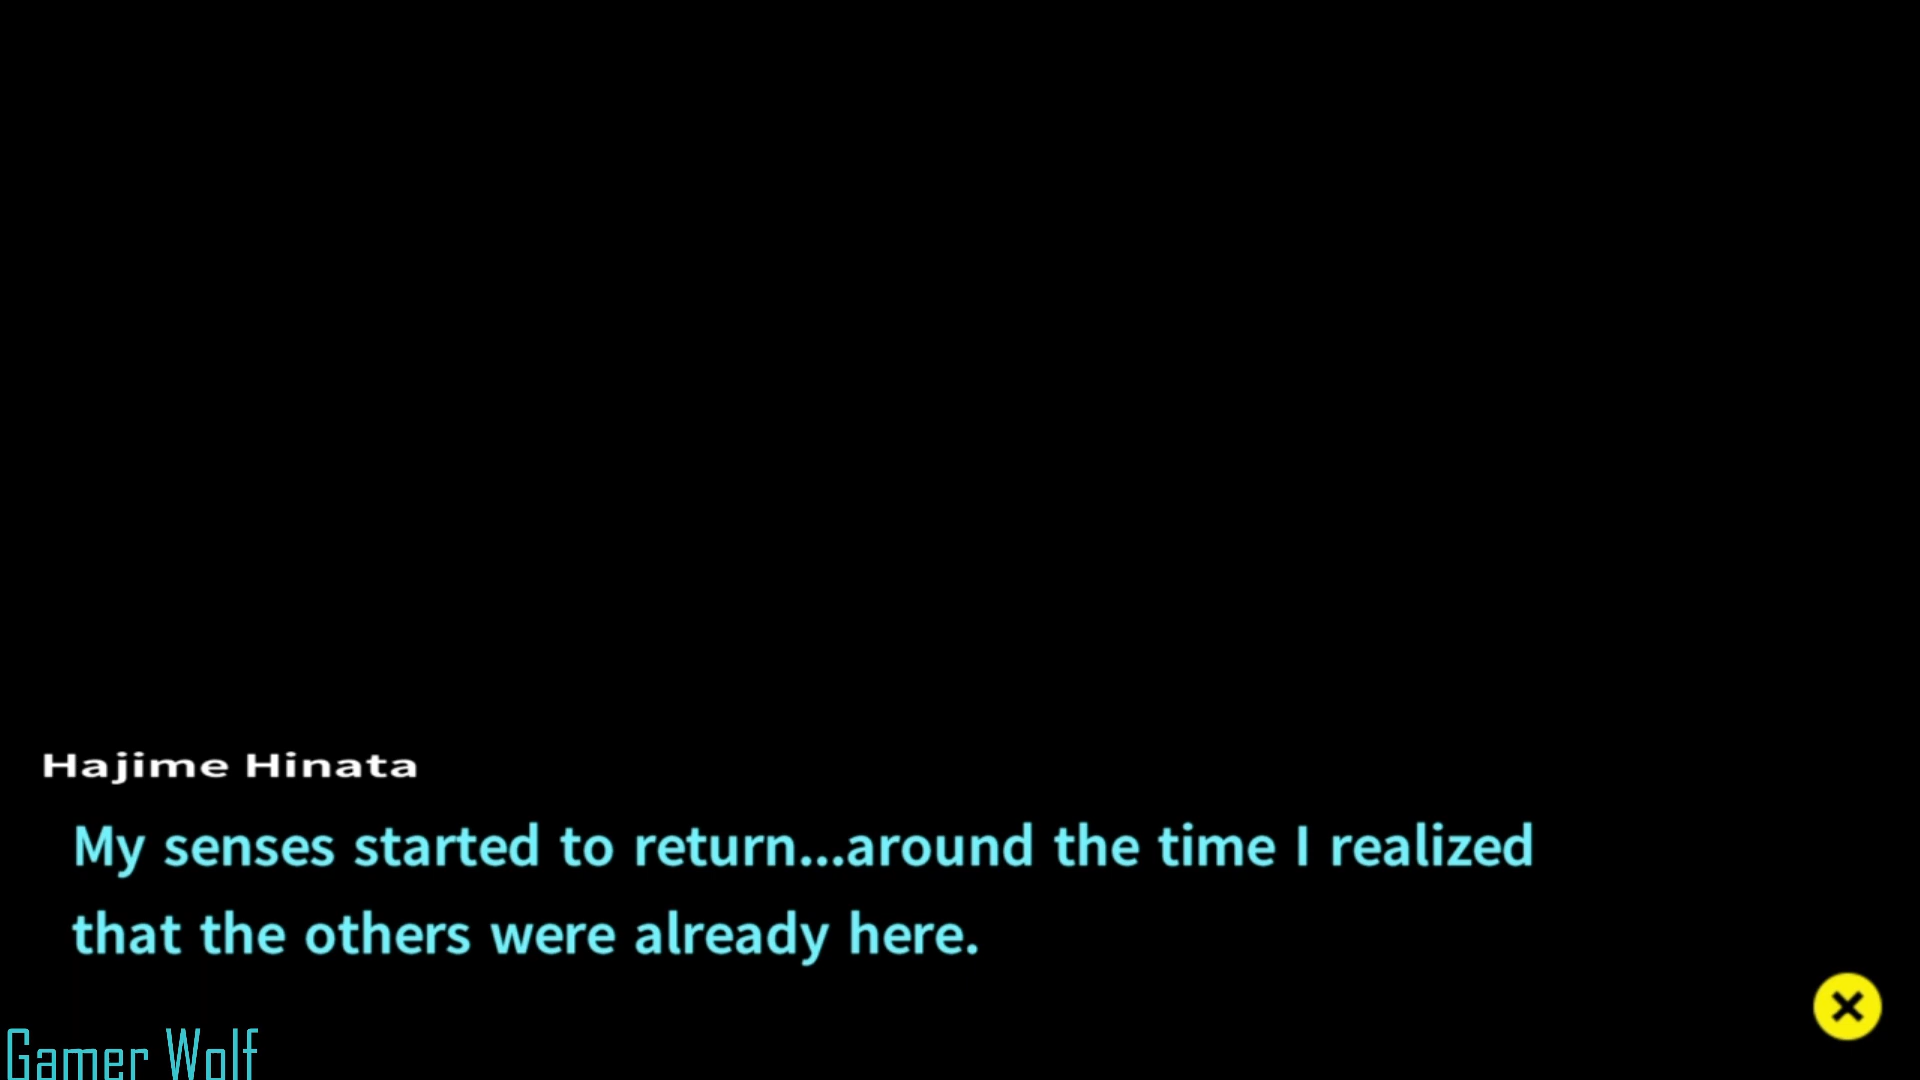 Hajime Hinata
My senses started to return...around the time I realized
that the others were already here.
Gamer Wolf